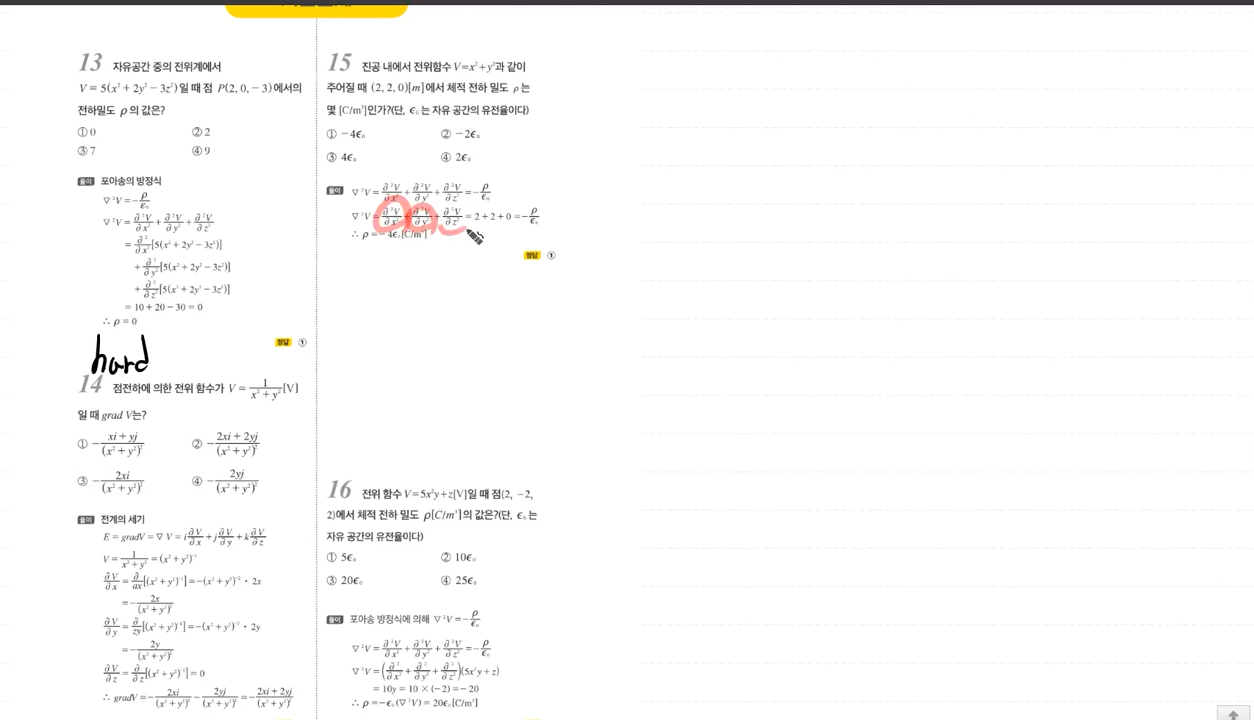 13 자유공간 중의 전위계에서
V = 5(x² + 2y² − 3z²)일 때 점 P(2, 0, −3)에서의
전하밀도 ρ의 값은?
① 0 ② 2
③ 7 ④ 9
풀이 포아송의 방정식
∇²V = −ρ/ε₀
∇²V = ∂²V/∂x² + ∂²V/∂y² + ∂²V/∂z²
= ∂²/∂x²[5(x² + 2y² − 3z²)]
+ ∂²/∂y²[5(x² + 2y² − 3z²)]
+ ∂²/∂z²[5(x² + 2y² − 3z²)]
= 10 + 20 − 30 = 0
∴ ρ = 0
정답 ①
hard
14 점전하에 의한 전위 함수가 V = 1/(x² + y²)[V]
일 때 grad V는?
① −(xi + yj)/(x² + y²)² ② −(2xi + 2yj)/(x² + y²)²
③ −2xi/(x² + y²)² ④ −2yj/(x² + y²)²
풀이 전계의 세기
E = gradV = ∇V = i∂V/∂x + j∂V/∂y + k∂V/∂z
V = 1/(x² + y²) = (x² + y²)⁻¹
∂V/∂x = ∂/∂x[(x² + y²)⁻¹] = −(x² + y²)⁻² · 2x
= −2x/(x² + y²)²
∂V/∂y = ∂/∂y[(x² + y²)⁻¹] = −(x² + y²)⁻² · 2y
= −2y/(x² + y²)²
∂V/∂z = ∂/∂z[(x² + y²)⁻¹] = 0
∴ gradV = −2xi/(x² + y²)² − 2yj/(x² + y²)² = −(2xi + 2yj)/(x² + y²)²
15 진공 내에서 전위함수 V=x²+y²과 같이
주어질 때 (2, 2, 0)[m]에서 체적 전하 밀도 ρ는
몇 [C/m³]인가?(단, ε₀는 자유 공간의 유전율이다)
① −4ε₀ ② −2ε₀
③ 4ε₀ ④ 2ε₀
풀이 ∇²V = ∂²V/∂x² + ∂²V/∂y² + ∂²V/∂z² = −ρ/ε₀
∇²V = ∂²V/∂x² + ∂²V/∂y² + ∂²V/∂z² = 2 + 2 + 0 = −ρ/ε₀
∴ ρ = −4ε₀[C/m³]
정답 ①
16 전위 함수 V=5x²y+z[V]일 때 점(2, −2,
2)에서 체적 전하 밀도 ρ[C/m³]의 값은?(단, ε₀는
자유 공간의 유전율이다)
① 5ε₀ ② 10ε₀
③ 20ε₀ ④ 25ε₀
풀이 포아송 방정식에 의해 ∇²V = −ρ/ε₀
∇²V = ∂²V/∂x² + ∂²V/∂y² + ∂²V/∂z² = −ρ/ε₀
∇²V = (∂²/∂x² + ∂²/∂y² + ∂²/∂z²)(5x²y + z)
= 10y = 10 × (−2) = −20
∴ ρ = −ε₀(∇²V) = 20ε₀[C/m³]